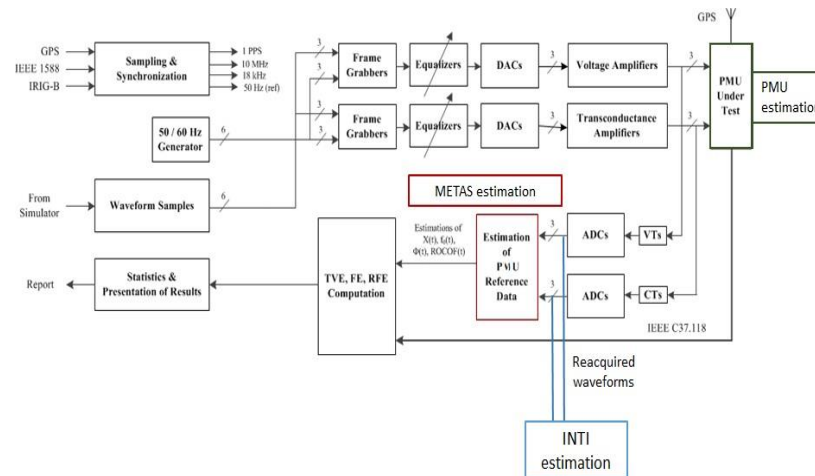 GPS
GPS
IEEE 1588
IRIG-B
Sampling &
Synchronization
1 PPS
10 MHz
18 kHz
50 Hz (ref)
3
Frame
Grabbers
Equalizers
DACs
3
Voltage Amplifiers
3
PMU
Under
Test
PMU
estimation
3
3
3
Frame
Grabbers
Equalizers
DACs
3
Transconductance
Amplifiers
3
50 / 60 Hz
Generator
6
METAS estimation
From
Simulator
Waveform Samples
6
Estimations of
X(t), f₀(t),
Φ(t), ROCOF(t)
Estimation
of
PMU
Reference
Data
3
ADCs
VTs
3
ADCs
CTs
Report
Statistics &
Presentation of Results
TVE, FE, RFE
Computation
IEEE C37.118
Reacquired
waveforms
INTI
estimation